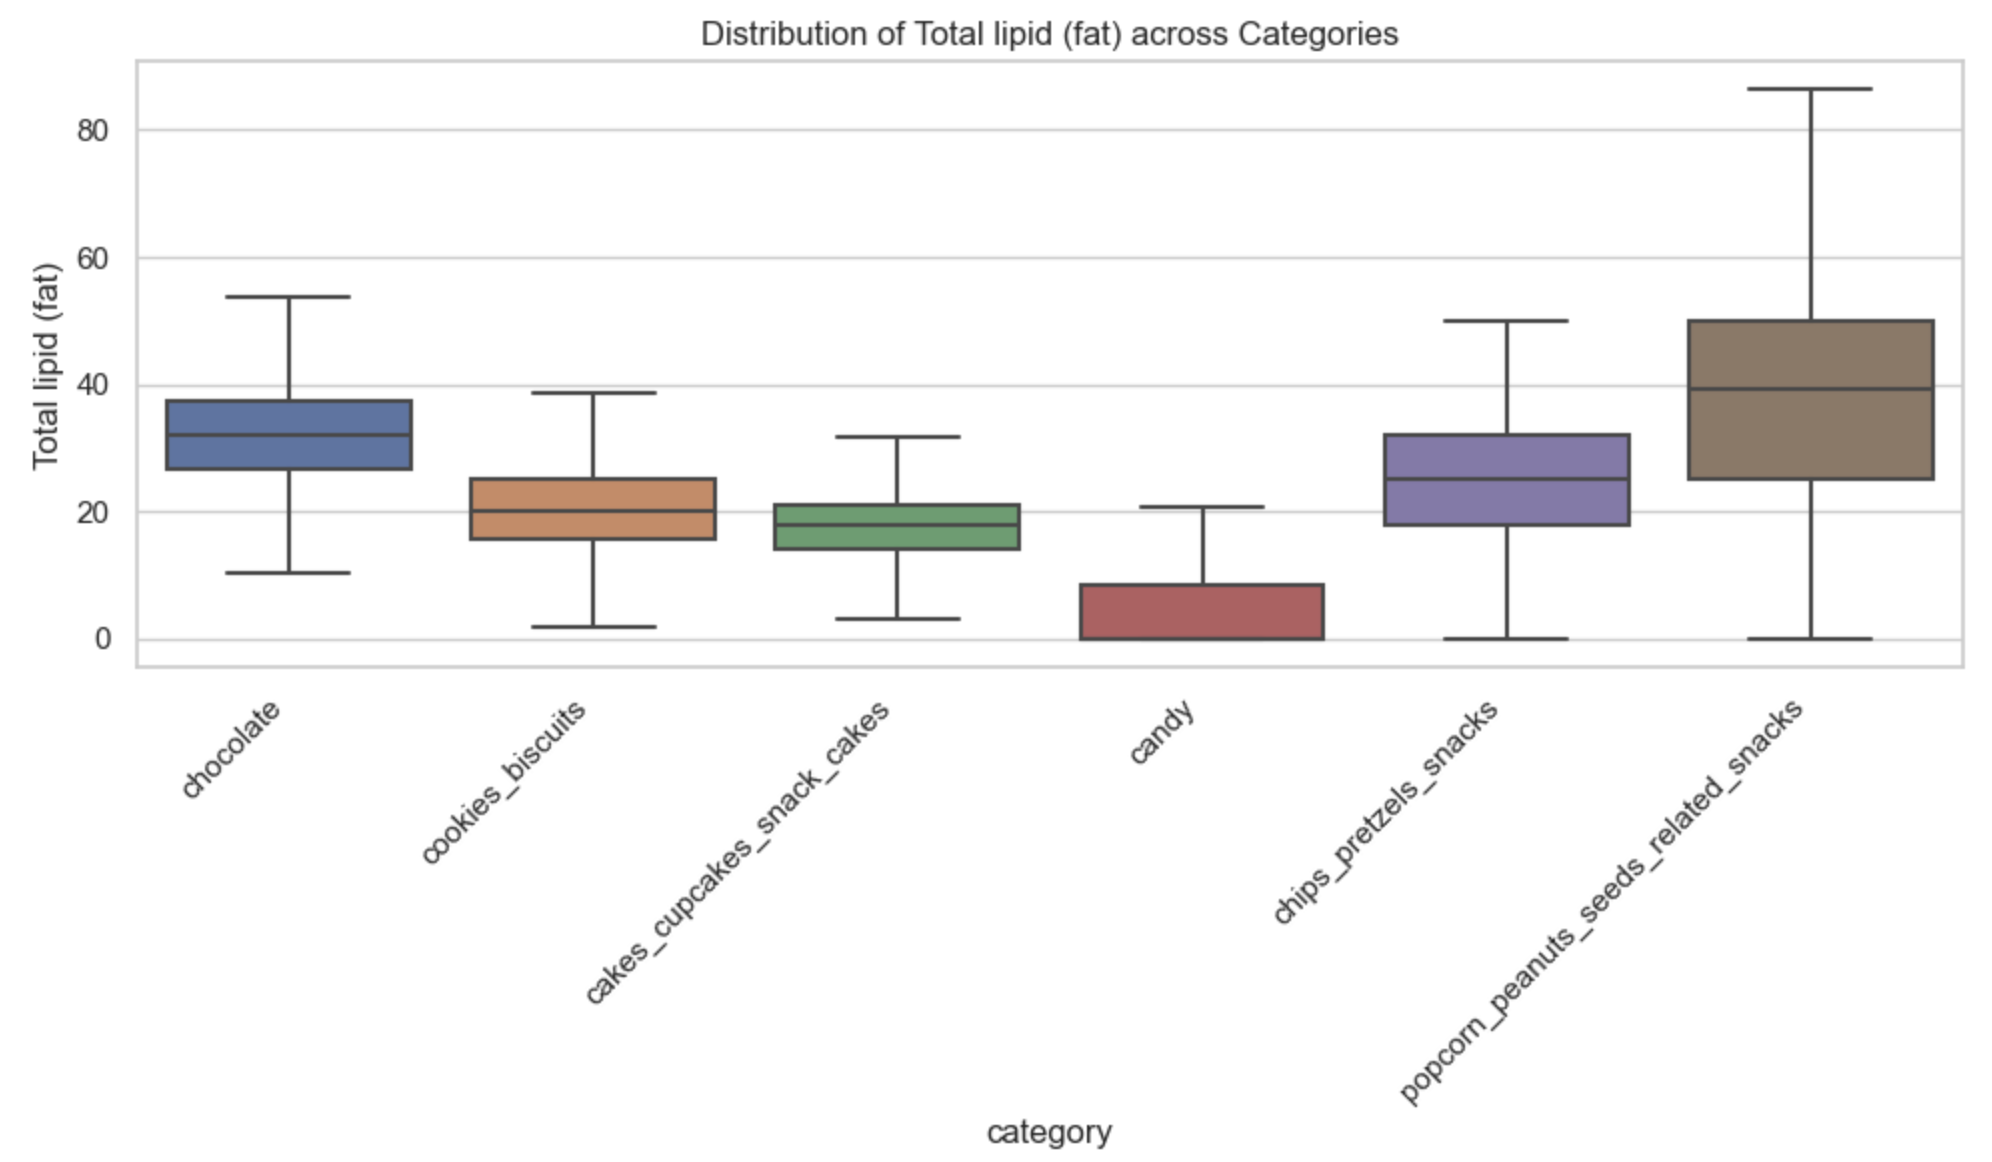 Distribution of Total lipid (fat) across Categories
Total lipid (fat)
80
60
40
20
0
chocolate
cookies_biscuits
cakes_cupcakes_snack_cakes
candy
chips_pretzels_snacks
popcorn_peanuts_seeds_related_snacks
category